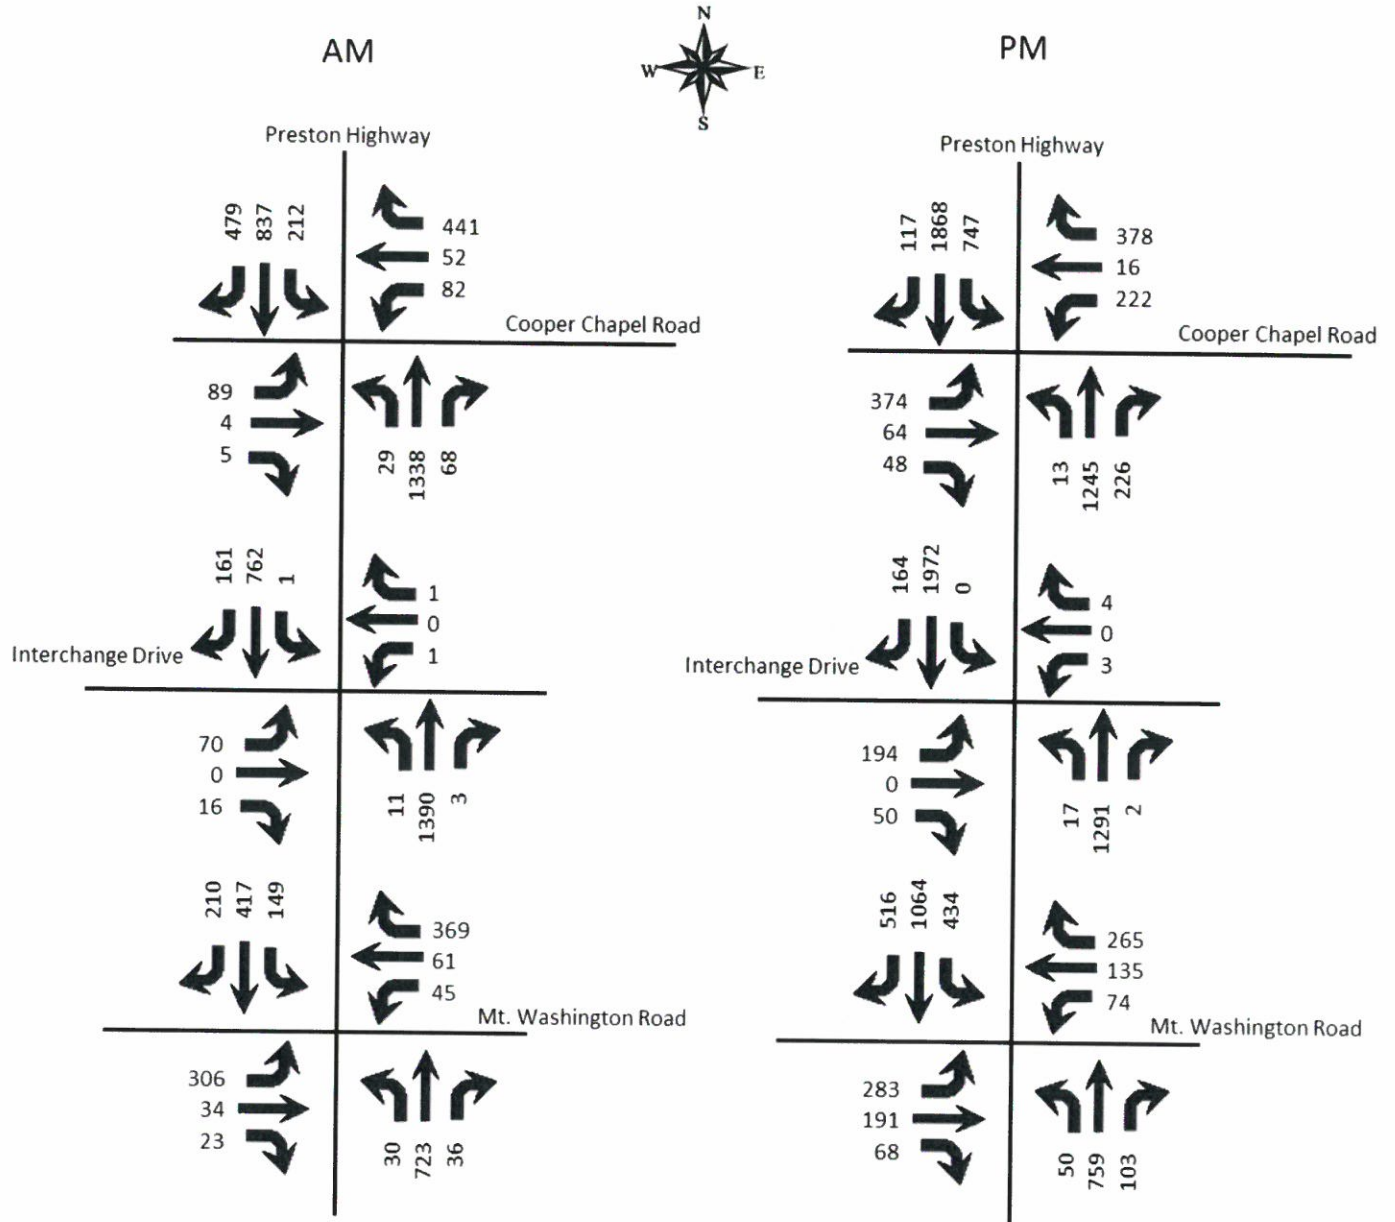 N
AM
PM
W E
S
Preston Highway
479 837 212
441
52
82
Cooper Chapel Road
89
4
5
29 1338 68
161 762 1
1
0
1
Interchange Drive
70
0
16
11 1390 3
210 417 149
369
61
45
Mt. Washington Road
306
34
23
30 723 36
Preston Highway
117 1868 747
378
16
222
Cooper Chapel Road
374
64
48
13 1245 226
164 1972 0
4
0
3
Interchange Drive
194
0
50
17 1291 2
516 1064 434
265
135
74
Mt. Washington Road
283
191
68
50 759 103